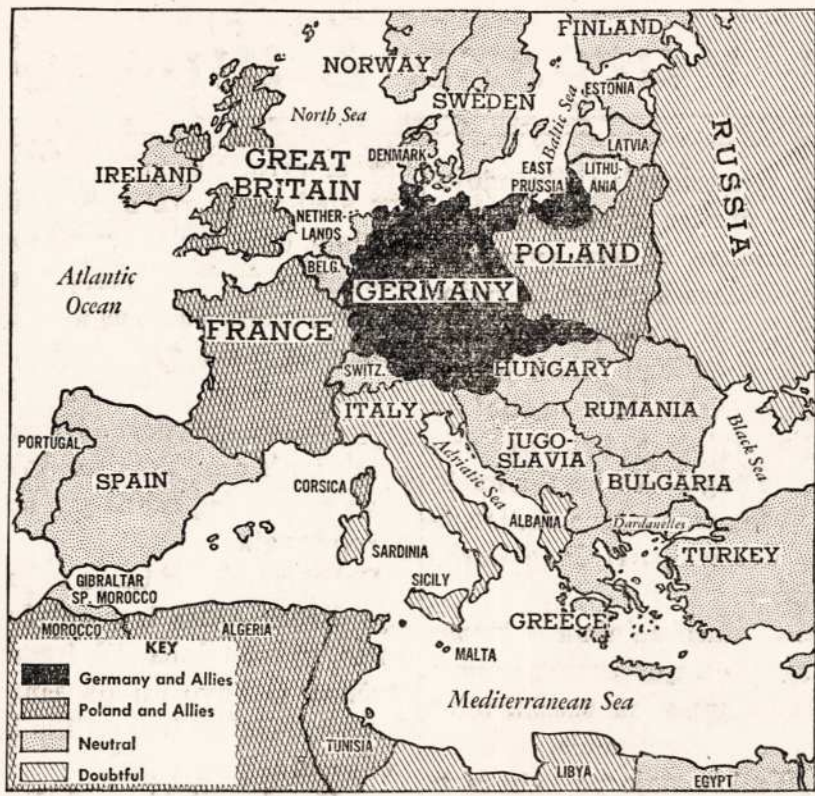 FINLAND
NORWAY
SWEDEN
ESTONIA
North Sea
Baltic Sea
RUSSIA
LATVIA
DENMARK
IRELAND
GREAT
BRITAIN
EAST
PRUSSIA
LITHU-
ANIA
NETHER-
LANDS
POLAND
BELG.
Atlantic
Ocean
GERMANY
FRANCE
SWITZ.
HUNGARY
ITALY
RUMANIA
Black Sea
PORTUGAL
SPAIN
JUGO-
SLAVIA
Adriatic Sea
BULGARIA
CORSICA
ALBANIA
Dardanelles
SARDINIA
TURKEY
GIBRALTAR
SP. MOROCCO
SICILY
GREECE
MOROCCO
ALGERIA
MALTA
KEY
Germany and Allies
Poland and Allies
Neutral
Doubtful
Mediterranean Sea
TUNISIA
LIBYA
EGYPT